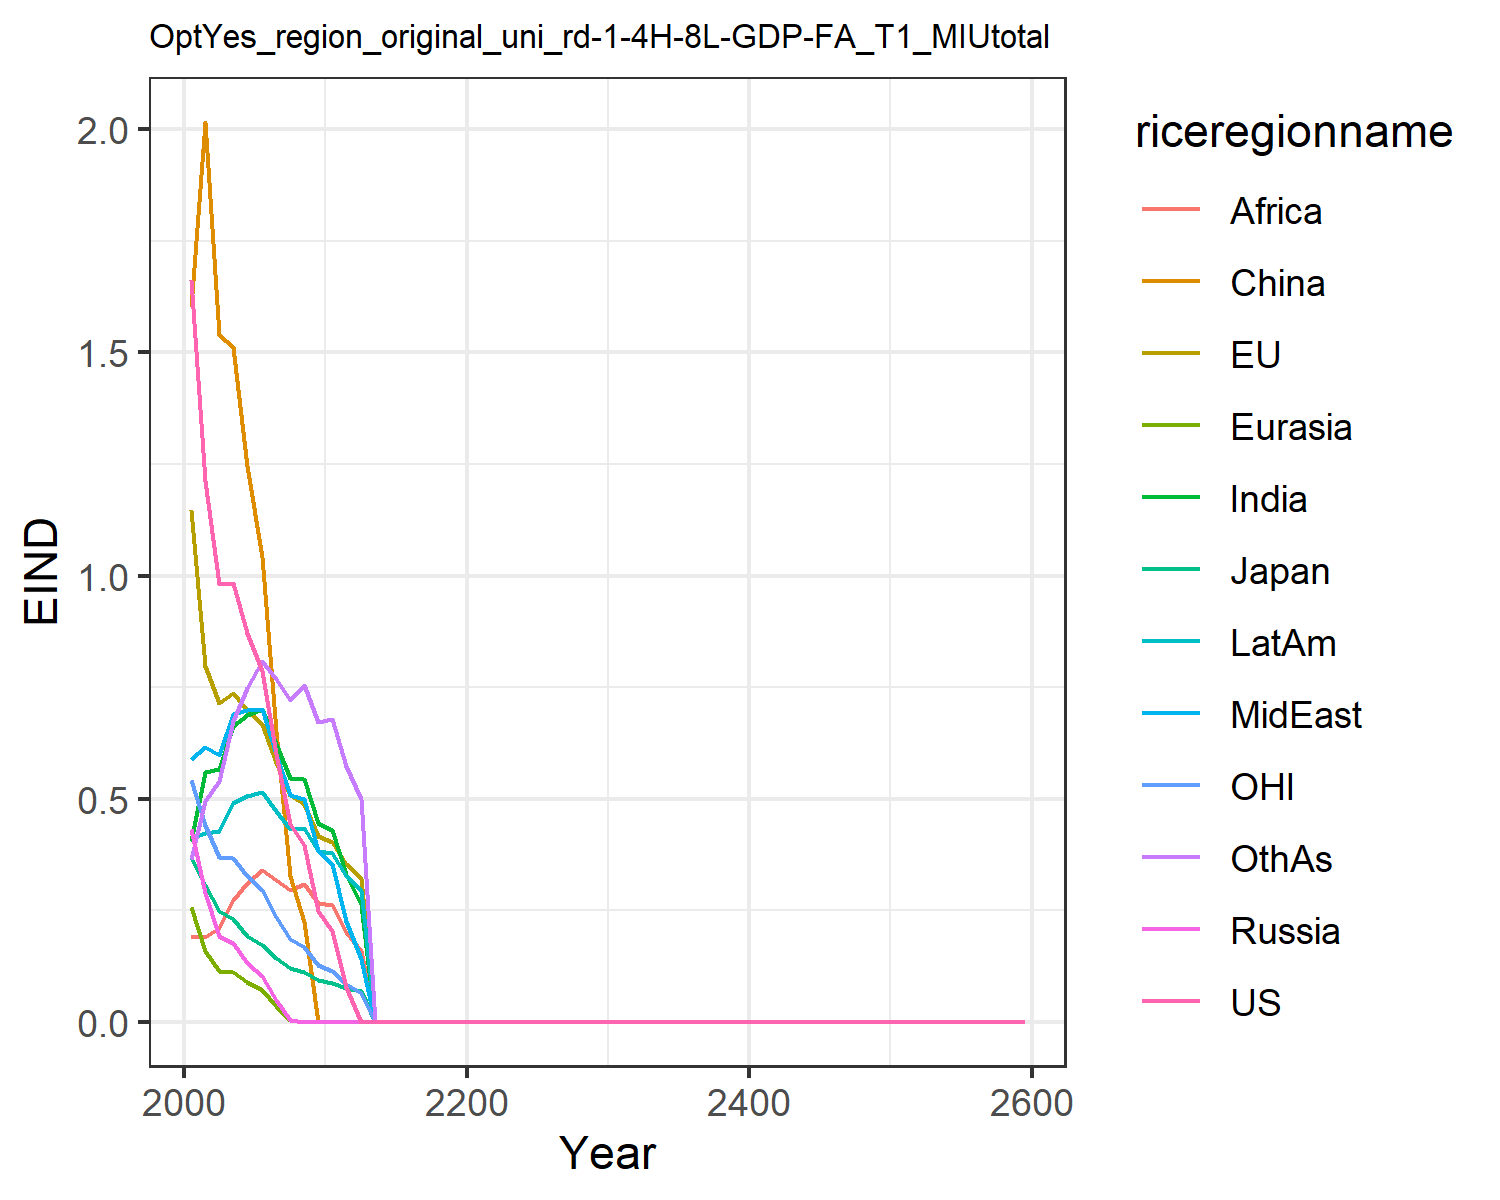 OptYes_region_original_uni_rd-1-4H-8L-GDP-FA_T1_MIUtotal
2.0
1.5
1.0
0.5
0.0
EIND
2000
2200
2400
2600
Year
riceregionname
Africa
China
EU
Eurasia
India
Japan
LatAm
MidEast
OHI
OthAs
Russia
US